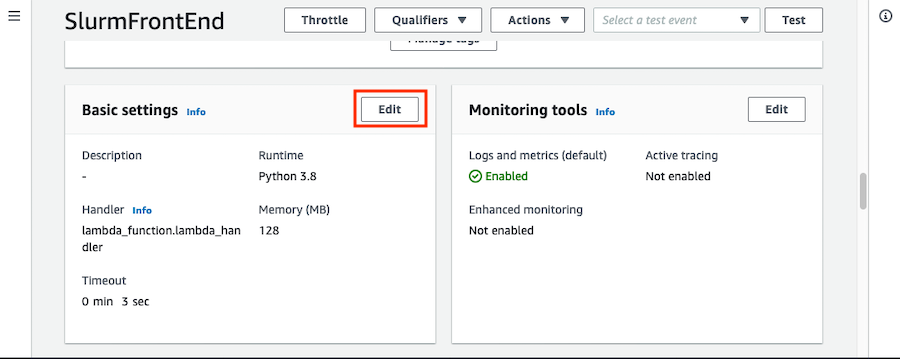 SlurmFrontEnd
Throttle
Qualifiers
Actions
Select a test event
Test
Manage tags
Basic settings Info
Edit
Description
-
Runtime
Python 3.8
Handler Info
lambda_function.lambda_han
dler
Memory (MB)
128
Timeout
0 min 3 sec
Monitoring tools Info
Edit
Logs and metrics (default)
Enabled
Active tracing
Not enabled
Enhanced monitoring
Not enabled